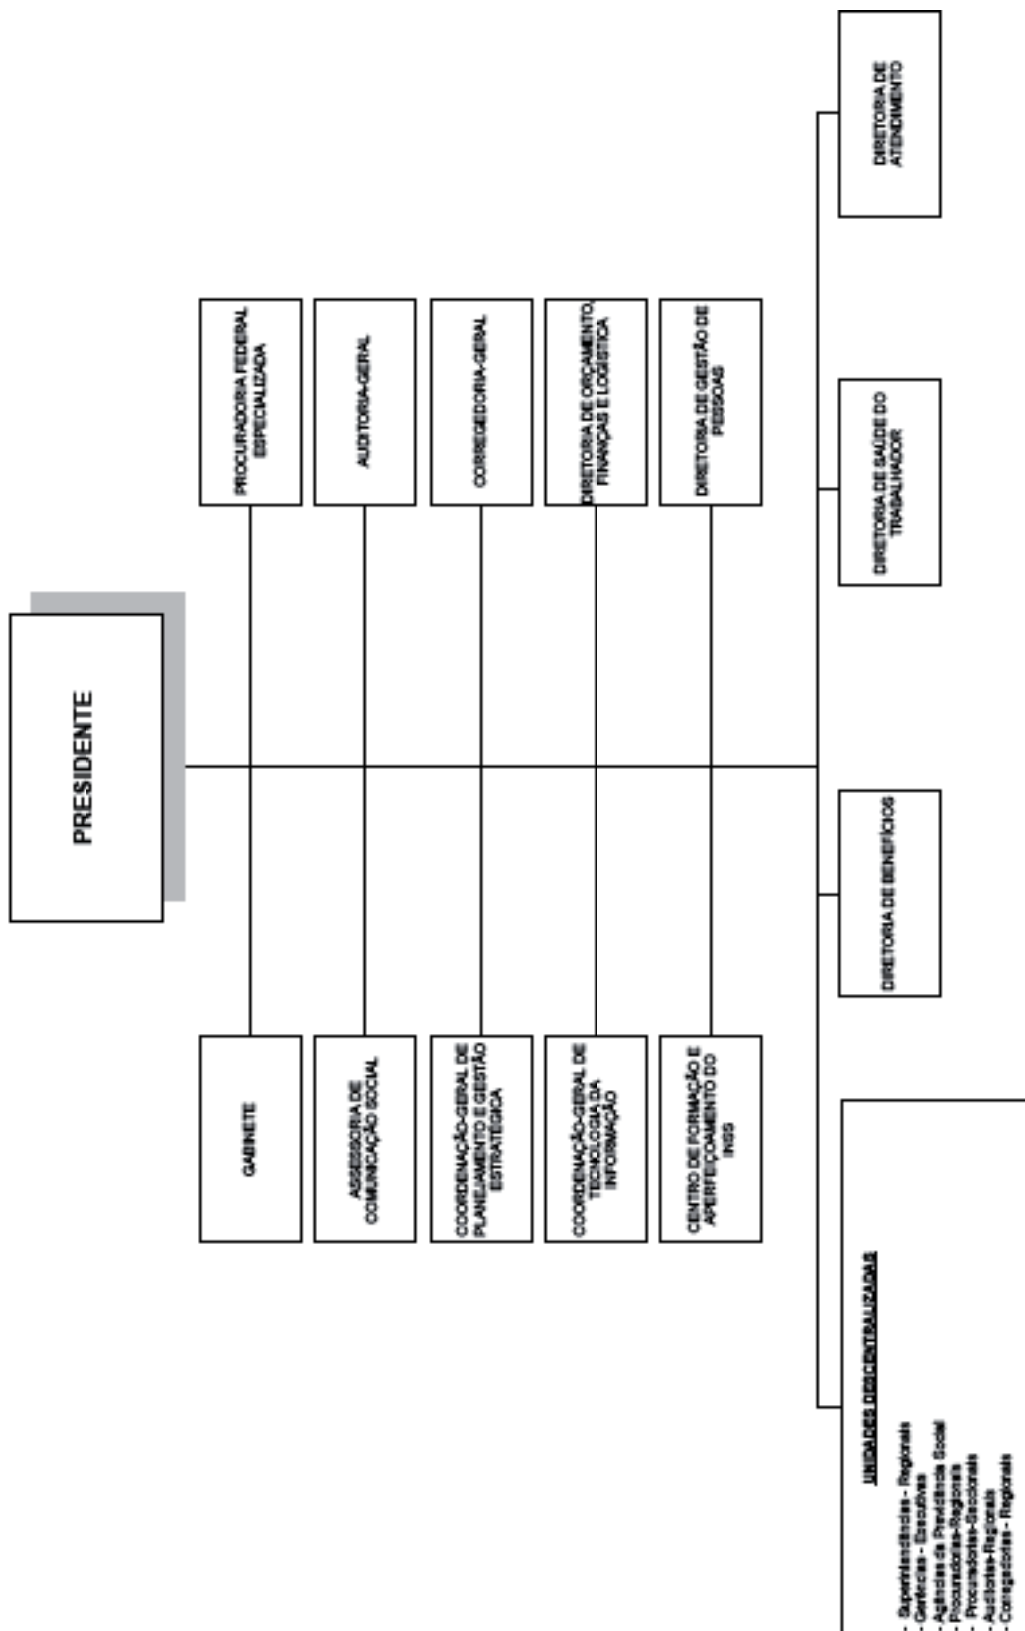 PRESIDENTE
GABINETE
PROCURADORIA FEDERAL
ESPECIALIZADA
ASSESSORIA DE
COMUNICAÇÃO SOCIAL
AUDITORIA-GERAL
COORDENAÇÃO-GERAL DE
PLANEJAMENTO E GESTÃO
ESTRATÉGICA
CORREGEDORIA-GERAL
COORDENAÇÃO-GERAL DE
TECNOLOGIA DA
INFORMAÇÃO
DIRETORIA DE ORÇAMENTO,
FINANÇAS E LOGÍSTICA
CENTRO DE FORMAÇÃO E
APERFEIÇOAMENTO DO
INSS
DIRETORIA DE GESTÃO DE
PESSOAS
UNIDADES DESCENTRALIZADAS
- Superintendências - Regionais
- Gerências - Executivas
- Agências da Previdência Social
- Procuradorias-Regionais
- Procuradorias-Seccionais
- Auditorias-Regionais
- Corregedorias - Regionais
DIRETORIA DE BENEFÍCIOS
DIRETORIA DE SAÚDE DO
TRABALHADOR
DIRETORIA DE
ATENDIMENTO